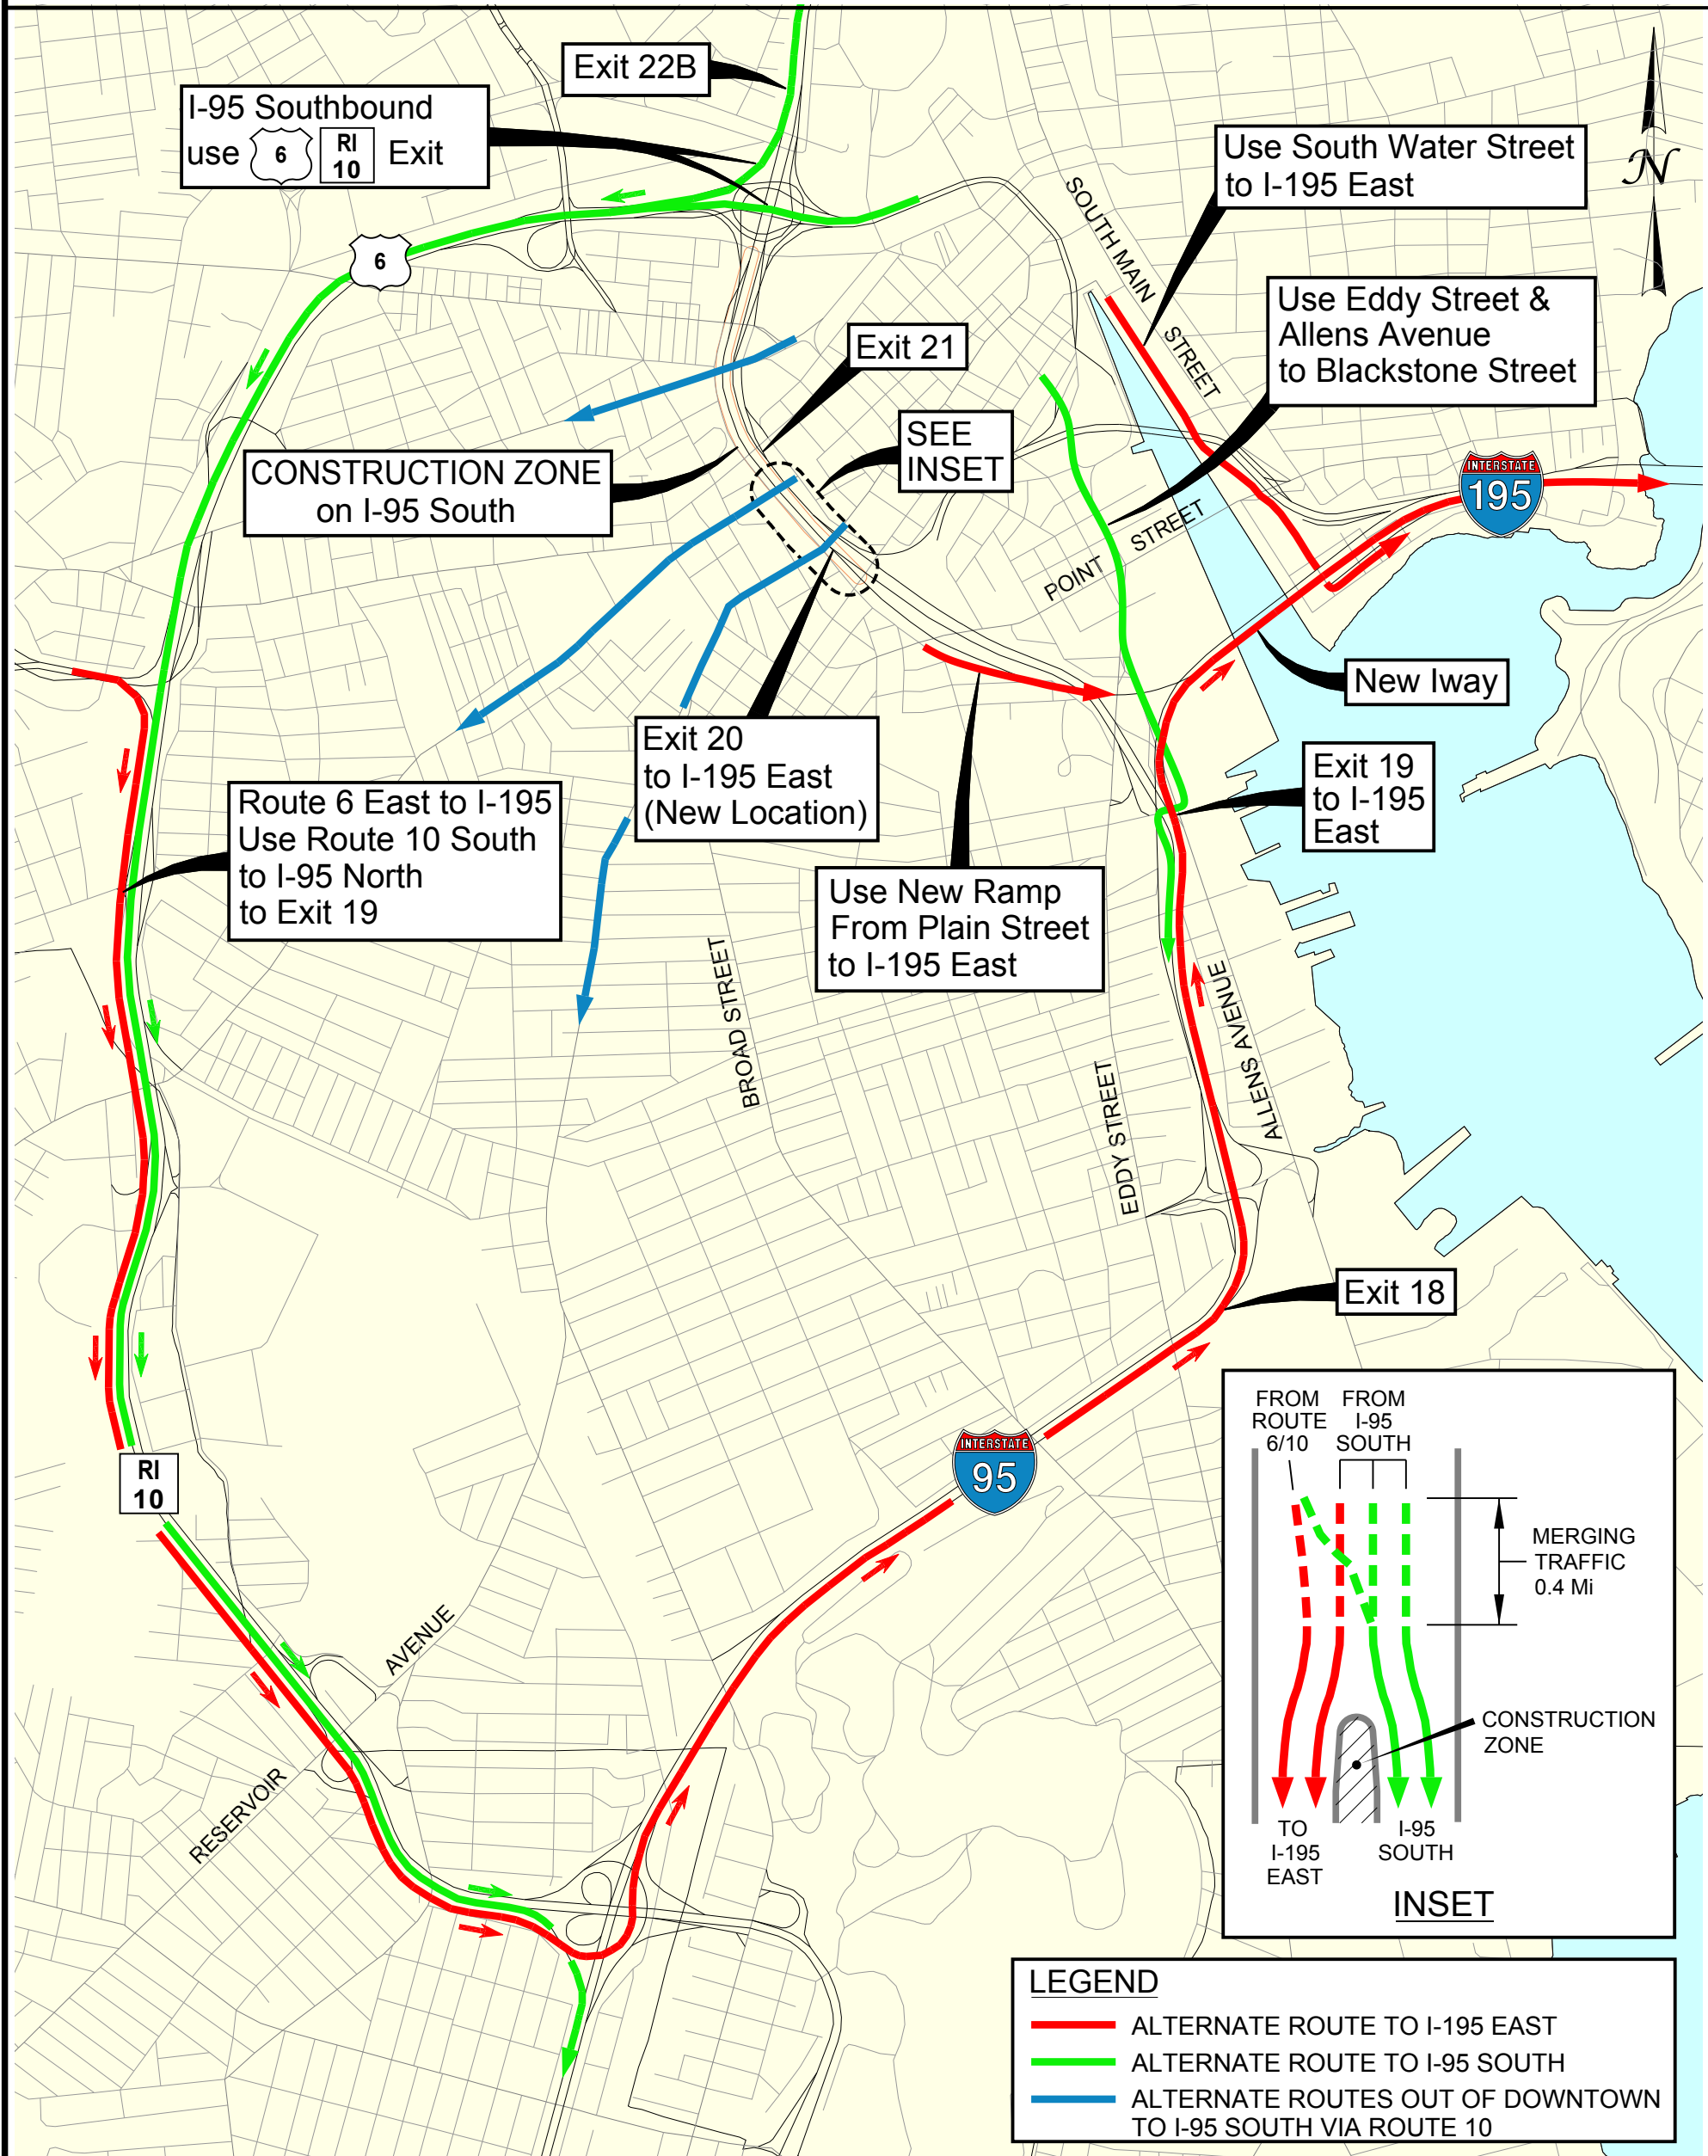 Exit 22B
I-95 Southbound
use 6 RI 10 Exit
Use South Water Street
to I-195 East
N
SOUTH MAIN STREET
6
Use Eddy Street &
Allens Avenue
to Blackstone Street
Exit 21
SEE
INSET
CONSTRUCTION ZONE
on I-95 South
INTERSTATE
195
POINT STREET
New Iway
Exit 20
to I-195 East
(New Location)
Exit 19
to I-195
East
Route 6 East to I-195
Use Route 10 South
to I-95 North
to Exit 19
Use New Ramp
From Plain Street
to I-195 East
BROAD STREET
ALLENS AVENUE
EDDY STREET
Exit 18
RI
10
INTERSTATE
95
RESERVOIR AVENUE
FROM
ROUTE
6/10
FROM
I-95
SOUTH
MERGING
TRAFFIC
0.4 Mi
CONSTRUCTION
ZONE
TO
I-195
EAST
I-95
SOUTH
INSET
LEGEND
ALTERNATE ROUTE TO I-195 EAST
ALTERNATE ROUTE TO I-95 SOUTH
ALTERNATE ROUTES OUT OF DOWNTOWN
TO I-95 SOUTH VIA ROUTE 10